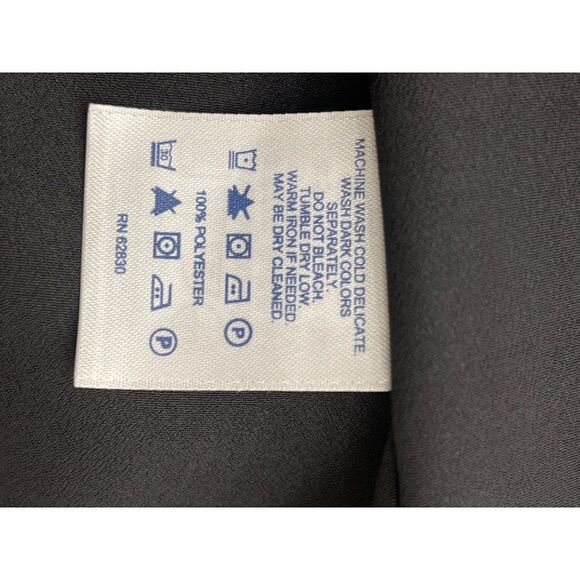 MACHINE WASH COLD DELICATE.
WASH DARK COLORS
SEPARATELY.
DO NOT BLEACH.
TUMBLE DRY LOW.
WARM IRON IF NEEDED.
MAY BE DRY CLEANED.
P
100% POLYESTER
30
P
RN 62830